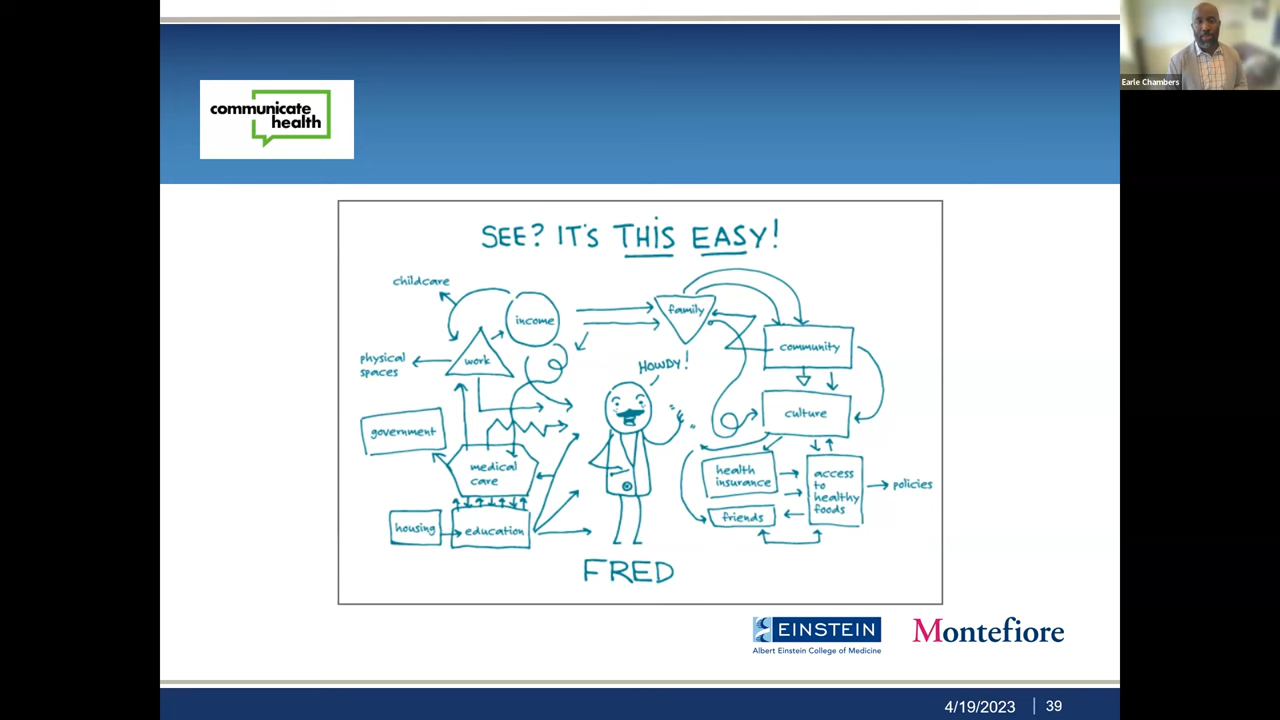 Earle Chambers
communicate
health
SEE? IT'S THIS EASY!
childcare
income
family
work
community
physical
spaces
HOWDY!
culture
government
medical
care
health
insurance
access
to
healthy
foods
policies
friends
housing
education
FRED
EINSTEIN
Albert Einstein College of Medicine
Montefiore
4/19/2023
39